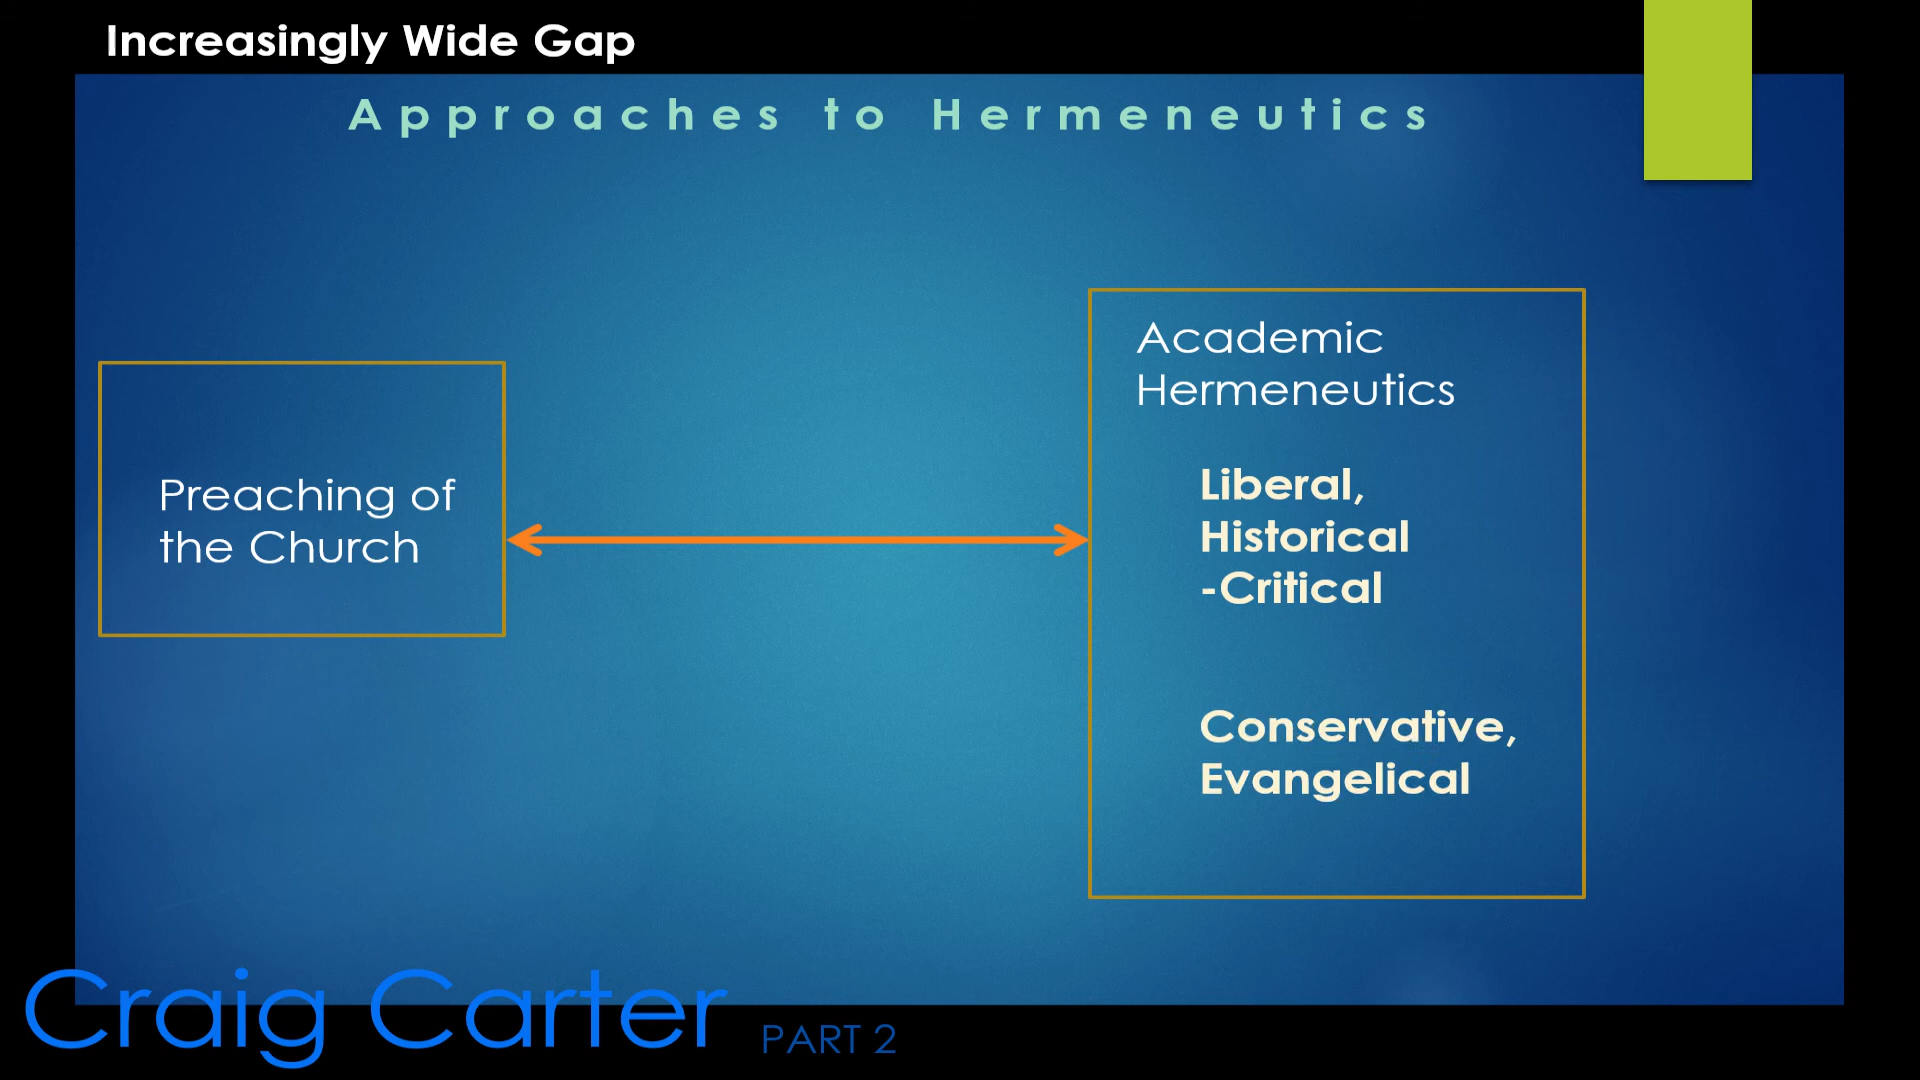 Increasingly Wide Gap
Approaches to Hermeneutics
Preaching of
the Church
Academic
Hermeneutics
Liberal,
Historical
-Critical
Conservative,
Evangelical
Craig Carter
PART 2